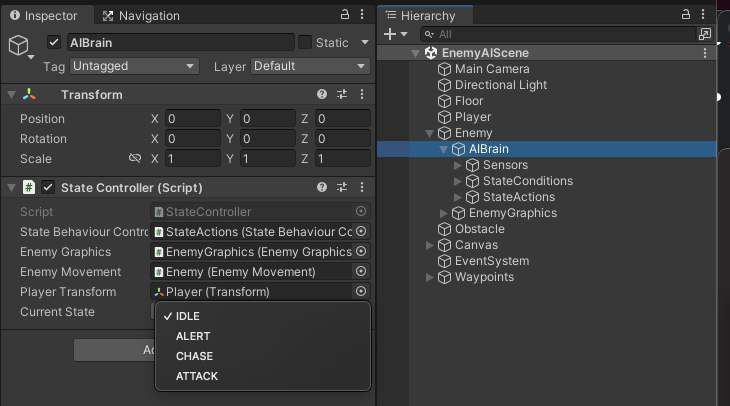 Inspector
Navigation
AIBrain
Static
Tag Untagged Layer Default
Transform
Position X 0 Y 0 Z 0
Rotation X 0 Y 0 Z 0
Scale X 1 Y 1 Z 1
State Controller (Script)
Script # StateController
State Behaviour Contro # StateActions (State Behaviour Co
Enemy Graphics # EnemyGraphics (Enemy Graphics
Enemy Movement # Enemy (Enemy Movement)
Player Transform Player (Transform)
Current State
✓ IDLE
ALERT
CHASE
ATTACK
Ad
Hierarchy
+ All
EnemyAIScene
Main Camera
Directional Light
Floor
Player
Enemy
AIBrain
Sensors
StateConditions
StateActions
EnemyGraphics
Obstacle
Canvas
EventSystem
Waypoints